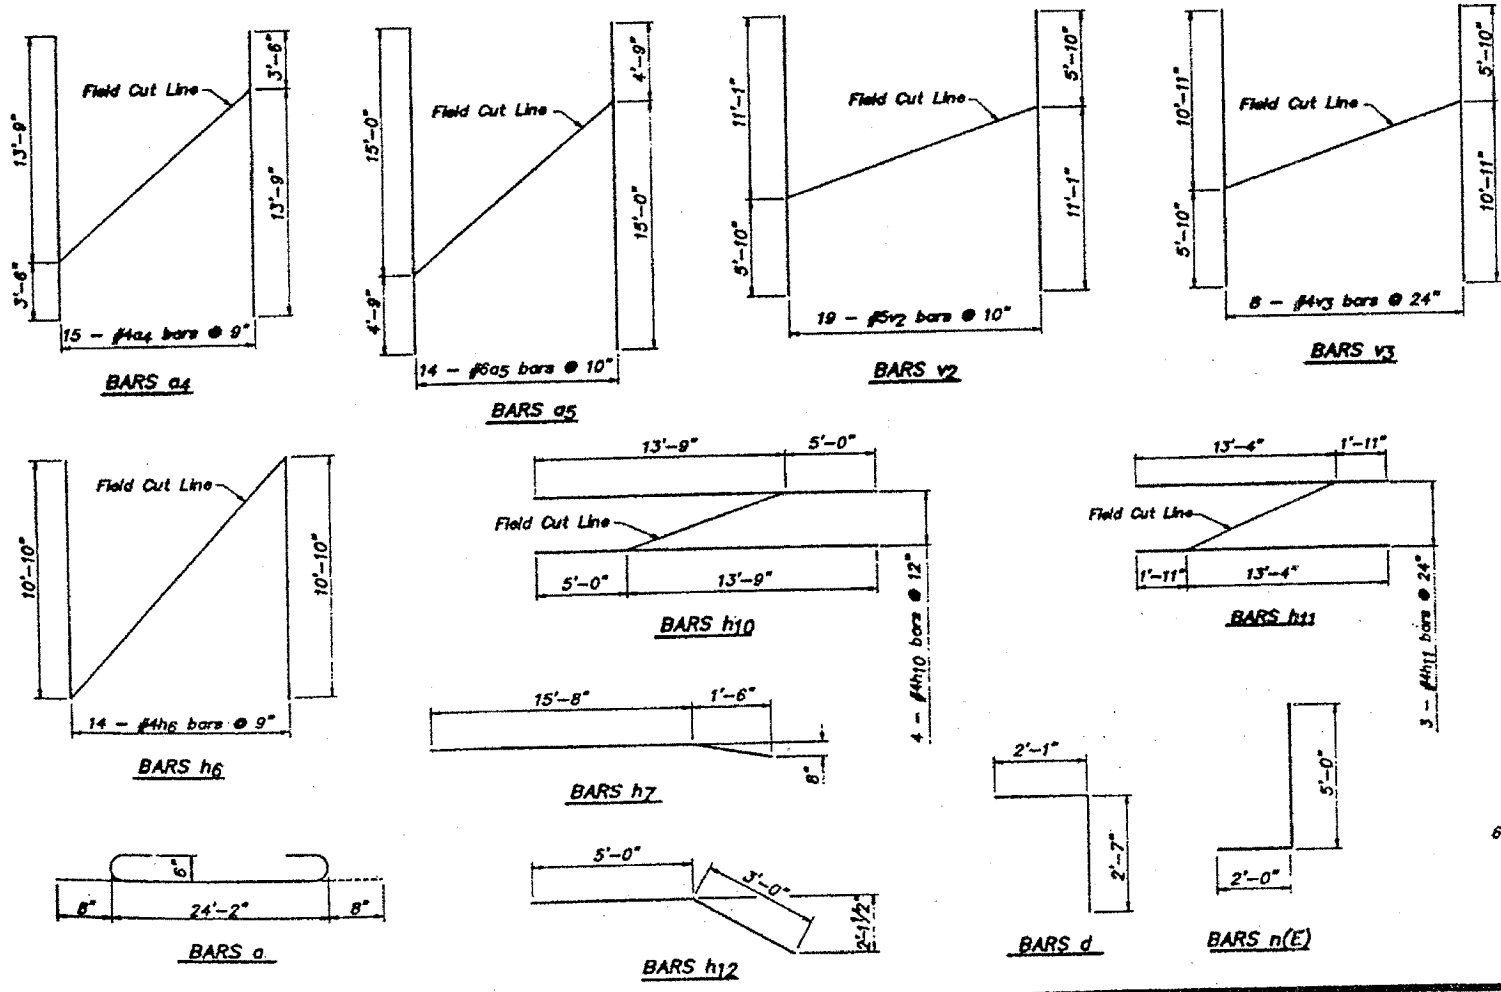 13'-9"
3'-6"
Field Cut Line
3'-6"
13'-9"
15 - #4a4 bars @ 9"
BARS a4
15'-0"
4'-9"
Field Cut Line
4'-9"
15'-0"
14 - #6a5 bars @ 10"
BARS a5
11'-1"
5'-10"
Field Cut Line
5'-10"
11'-1"
19 - #5v2 bars @ 10"
BARS v2
10'-11"
5'-10"
Field Cut Line
5'-10"
10'-11"
8 - #4v3 bars @ 24"
BARS v3
10'-10"
Field Cut Line
10'-10"
14 - #4h6 bars @ 9"
BARS h6
13'-9"
5'-0"
Field Cut Line
5'-0"
13'-9"
4 - #4h10 bars @ 12"
BARS h10
13'-4"
1'-11"
Field Cut Line
1'-11"
13'-4"
3 - #4h11 bars @ 24"
BARS h11
15'-8"
1'-6"
8"
BARS h7
2'-1"
2'-7"
BARS d
5'-0"
2'-0"
BARS n(E)
6"
8"
24'-2"
8"
BARS a
5'-0"
3'-0"
2'-1 1/2"
BARS h12
6